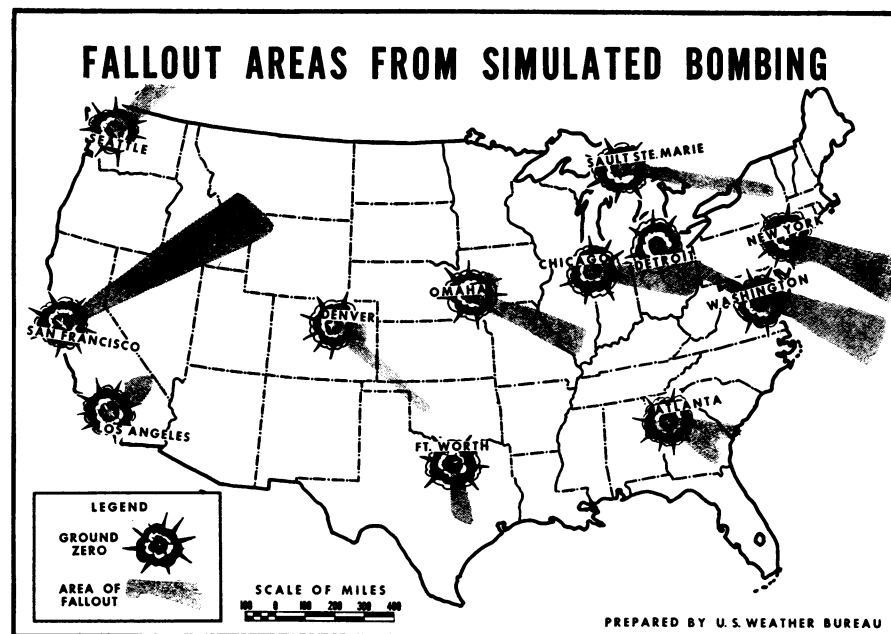 FALLOUT AREAS FROM SIMULATED BOMBING
SEATTLE
SAULT STE. MARIE
NEW YORK
CHICAGO
DETROIT
OMAHA
WASHINGTON
DENVER
SAN FRANCISCO
LOS ANGELES
ATLANTA
FT. WORTH
LEGEND
GROUND
ZERO
AREA OF
FALLOUT
SCALE OF MILES
100 0 100 200 300 400
PREPARED BY U.S. WEATHER BUREAU